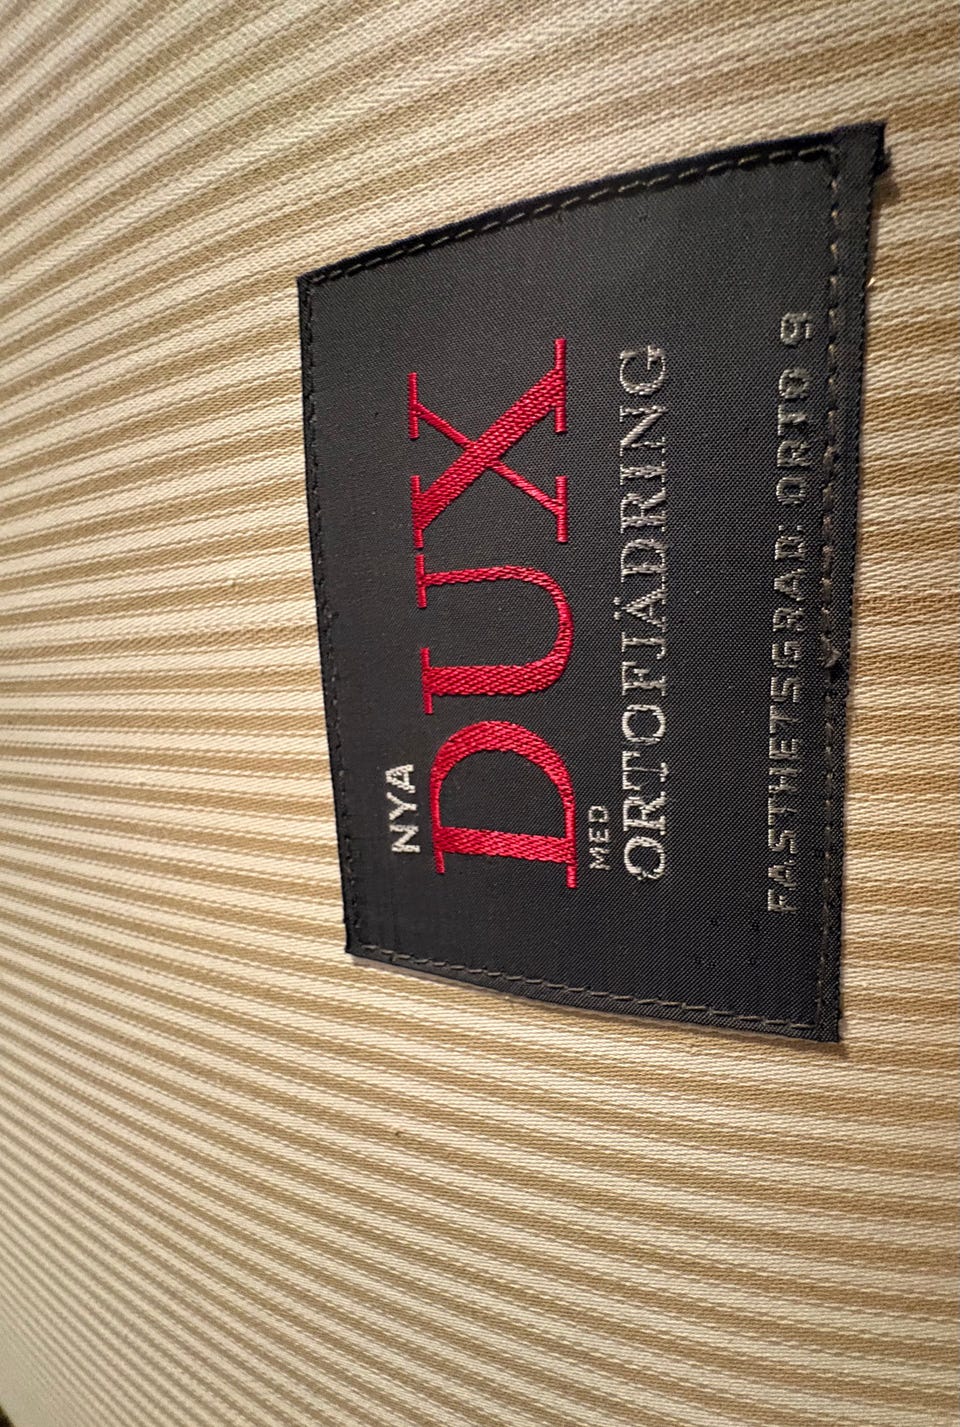 NYA
DUX
MED
ORTOFJÄDRING
FASTHETSGRAD: ORTO 9